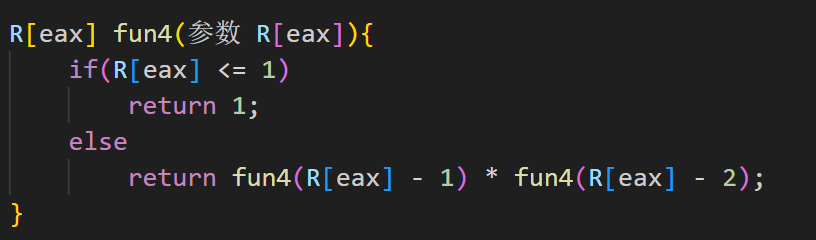 R[eax] fun4(参数 R[eax]){
    if(R[eax] <= 1)
        return 1;
    else
        return fun4(R[eax] - 1) * fun4(R[eax] - 2);
}